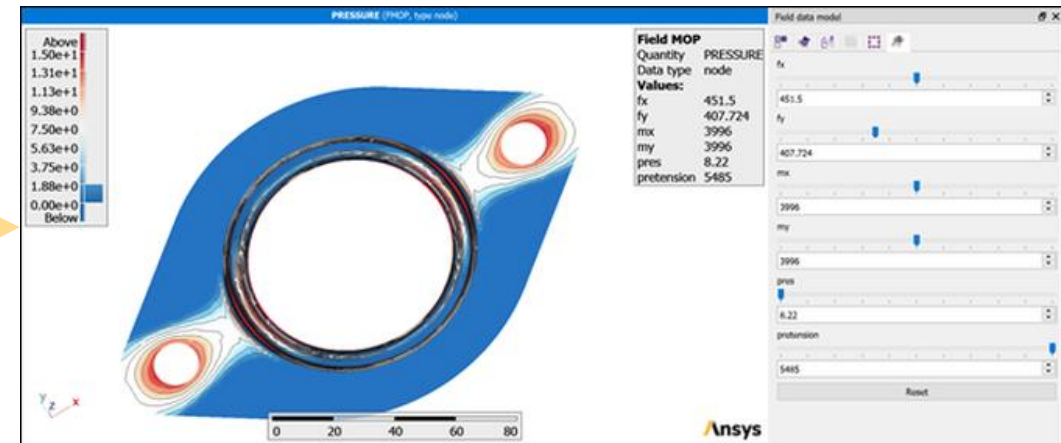 PRESSURE (FMOP, type node)
Above
1.50e+1
1.31e+1
1.13e+1
9.38e+0
7.50e+0
5.63e+0
3.75e+0
1.88e+0
0.00e+0
Below
Field MOP
Quantity PRESSURE
Data type node
Values:
fx 451.5
fy 407.724
mx 3996
my 3996
pres 8.22
pretension 5485
Y
Z X
0 20 40 60 80
Ansys
Field data model
fx
451.5
fy
407.724
mx
3996
my
3996
pres
8.22
pretension
5485
Reset